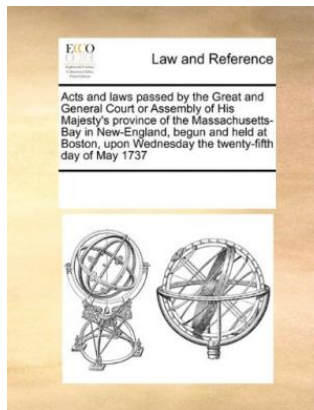 ECCO
Law and Reference
Acts and laws passed by the Great and
General Court or Assembly of His
Majesty's province of the Massachusetts-
Bay in New-England, begun and held at
Boston, upon Wednesday the twenty-fifth
day of May 1737